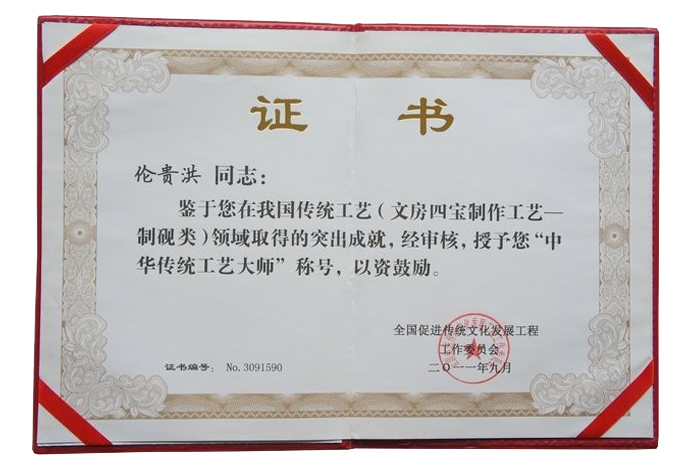 证书
伦贵洪 同志：
鉴于您在我国传统工艺（文房四宝制作工艺—
制砚类）领域取得的突出成就，经审核，授予您“中
华传统工艺大师”称号，以资鼓励。
全国促进传统文化发展工程
工作委员会
二〇一一年九月
证书编号： No.3091590